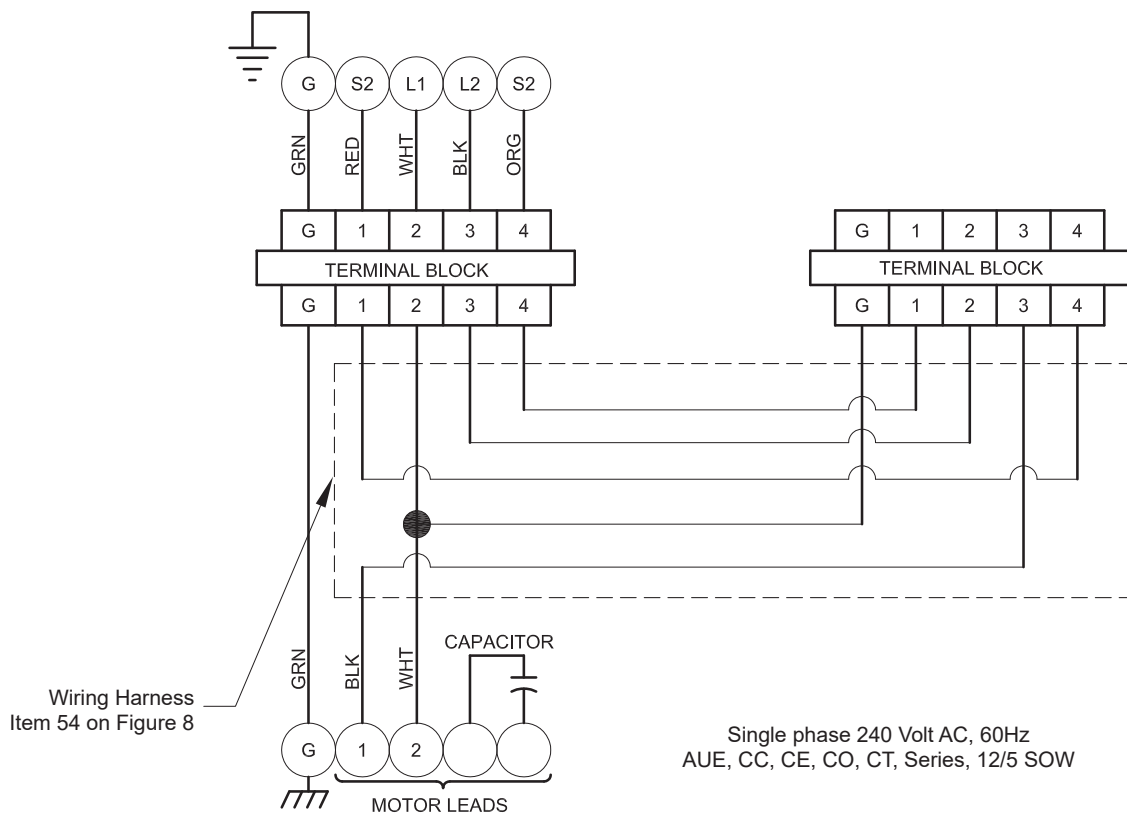 G S2 L1 L2 S2
GRN RED WHT BLK ORG
G 1 2 3 4
TERMINAL BLOCK
G 1 2 3 4
G 1 2 3 4
TERMINAL BLOCK
G 1 2 3 4
Wiring Harness
Item 54 on Figure 8
GRN BLK WHT
CAPACITOR
G 1 2
MOTOR LEADS
Single phase 240 Volt AC, 60Hz
AUE, CC, CE, CO, CT, Series, 12/5 SOW